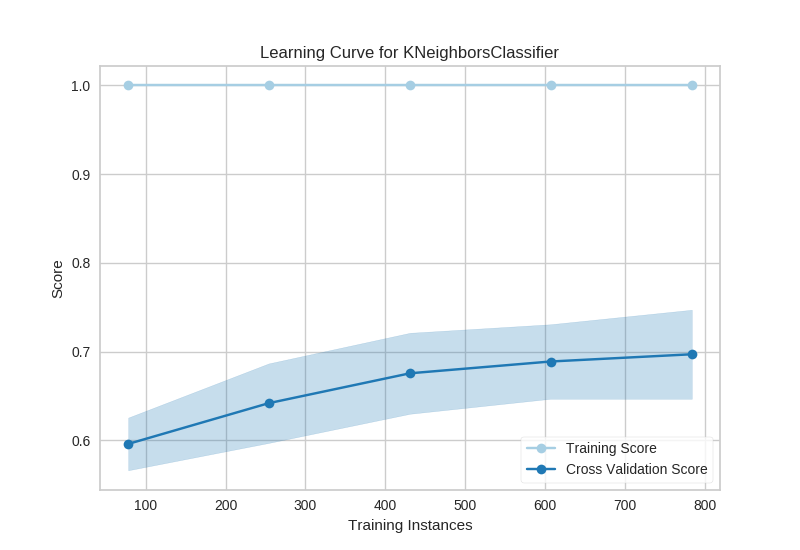 Learning Curve for KNeighborsClassifier
1.0
0.9
0.8
0.7
0.6
Score
100 200 300 400 500 600 700 800
Training Instances
Training Score
Cross Validation Score